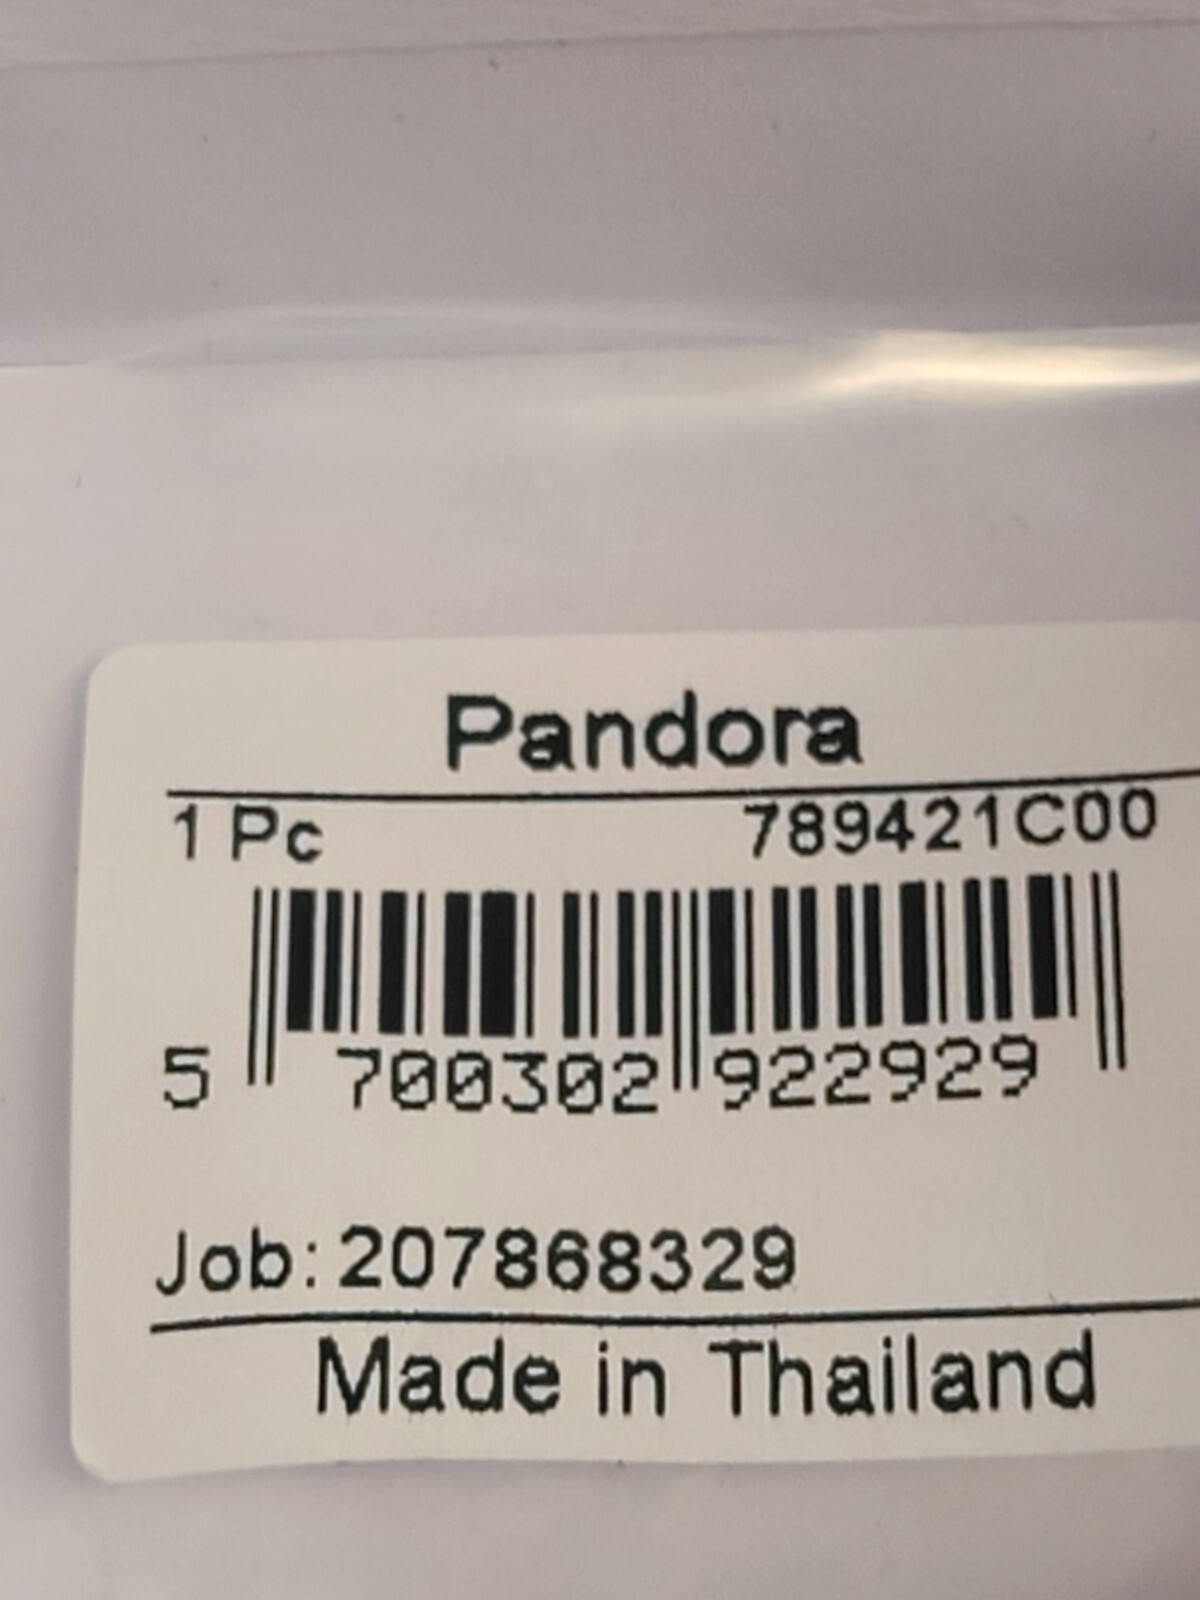 Pandora
1 Pc 789421C00
5 700302 922929
Job: 207868329
Made in Thailand